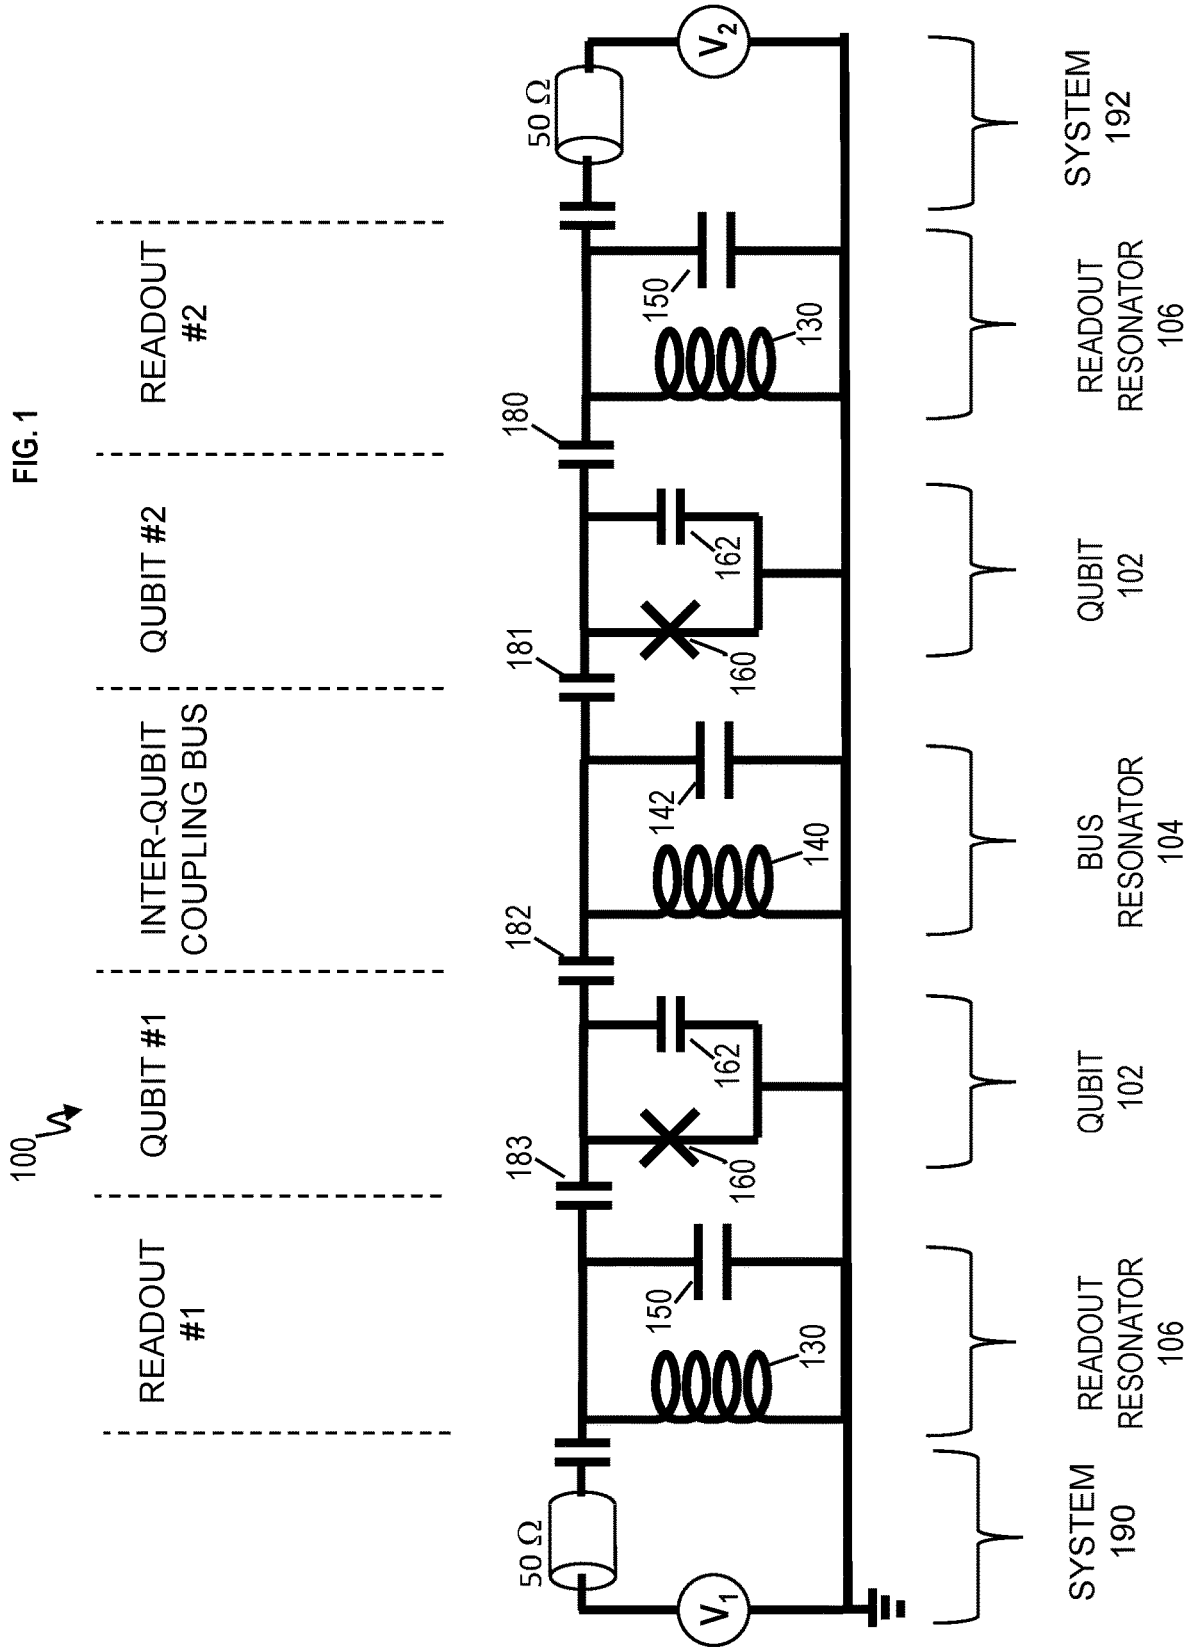 FIG. 1
100
READOUT
#1
QUBIT #1
INTER-QUBIT
COUPLING BUS
QUBIT #2
READOUT
#2
50 Ω
183
182
181
180
50 Ω
V1
150
130
160
162
142
140
160
162
150
130
V2
SYSTEM
190
READOUT
RESONATOR
106
QUBIT
102
BUS
RESONATOR
104
QUBIT
102
READOUT
RESONATOR
106
SYSTEM
192